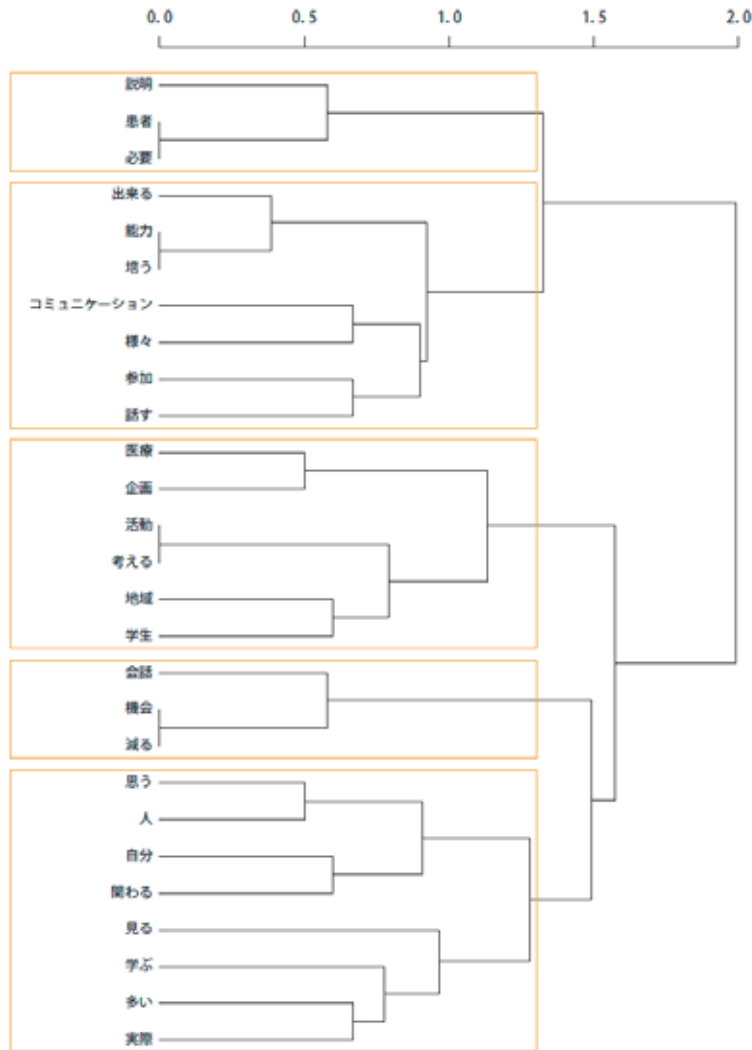 0.0 0.5 1.0 1.5 2.0
説明
患者
必要
出来る
能力
培う
コミュニケーション
様々
参加
話す
医療
企画
活動
考える
地域
学生
会話
機会
減る
思う
人
自分
関わる
見る
学ぶ
多い
実際